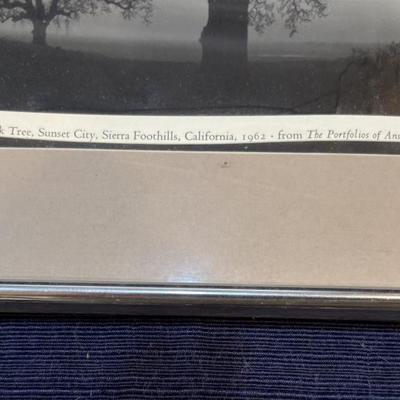 k Tree, Sunset City, Sierra Foothills, California, 1962 · from The Portfolios of Ans